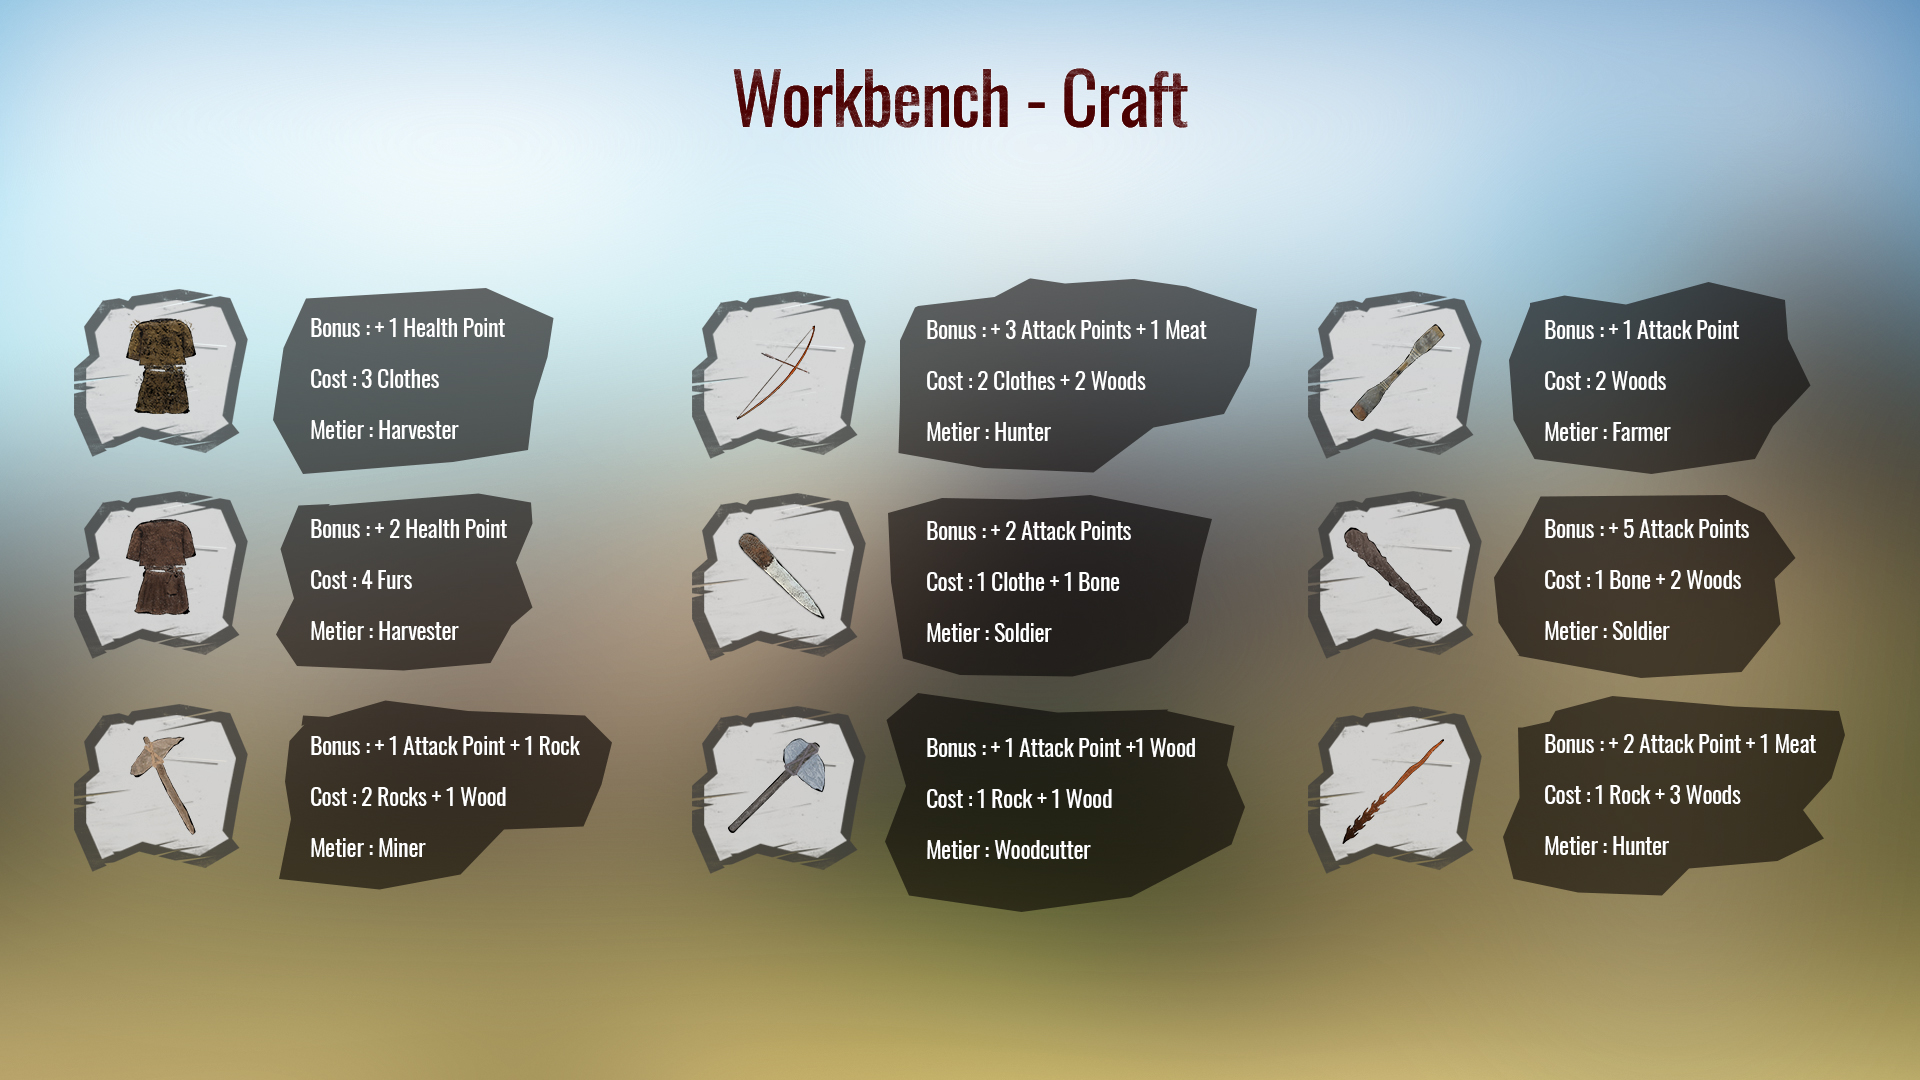 Workbench - Craft
Bonus : + 1 Health Point
Cost : 3 Clothes
Metier : Harvester
Bonus : + 3 Attack Points + 1 Meat
Cost : 2 Clothes + 2 Woods
Metier : Hunter
Bonus : + 1 Attack Point
Cost : 2 Woods
Metier : Farmer
Bonus : + 2 Health Point
Cost : 4 Furs
Metier : Harvester
Bonus : + 2 Attack Points
Cost : 1 Clothe + 1 Bone
Metier : Soldier
Bonus : + 5 Attack Points
Cost : 1 Bone + 2 Woods
Metier : Soldier
Bonus : + 1 Attack Point + 1 Rock
Cost : 2 Rocks + 1 Wood
Metier : Miner
Bonus : + 1 Attack Point +1 Wood
Cost : 1 Rock + 1 Wood
Metier : Woodcutter
Bonus : + 2 Attack Point + 1 Meat
Cost : 1 Rock + 3 Woods
Metier : Hunter